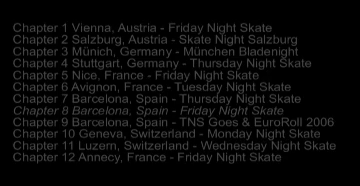 Chapter 1 Vienna, Austria - Friday Night Skate
Chapter 2 Salzburg, Austria - Skate Night Salzburg
Chapter 3 Münich, Germany - München Bladenight
Chapter 4 Stuttgart, Germany - Thursday Night Skate
Chapter 5 Nice, France - Friday Night Skate
Chapter 6 Avignon, France - Tuesday Night Skate
Chapter 7 Barcelona, Spain - Thursday Night Skate
Chapter 8 Barcelona, Spain - Friday Night Skate
Chapter 9 Barcelona, Spain - TNS Goes & EuroRoll 2006
Chapter 10 Geneva, Switzerland - Monday Night Skate
Chapter 11 Luzern, Switzerland - Wednesday Night Skate
Chapter 12 Annecy, France - Friday Night Skate